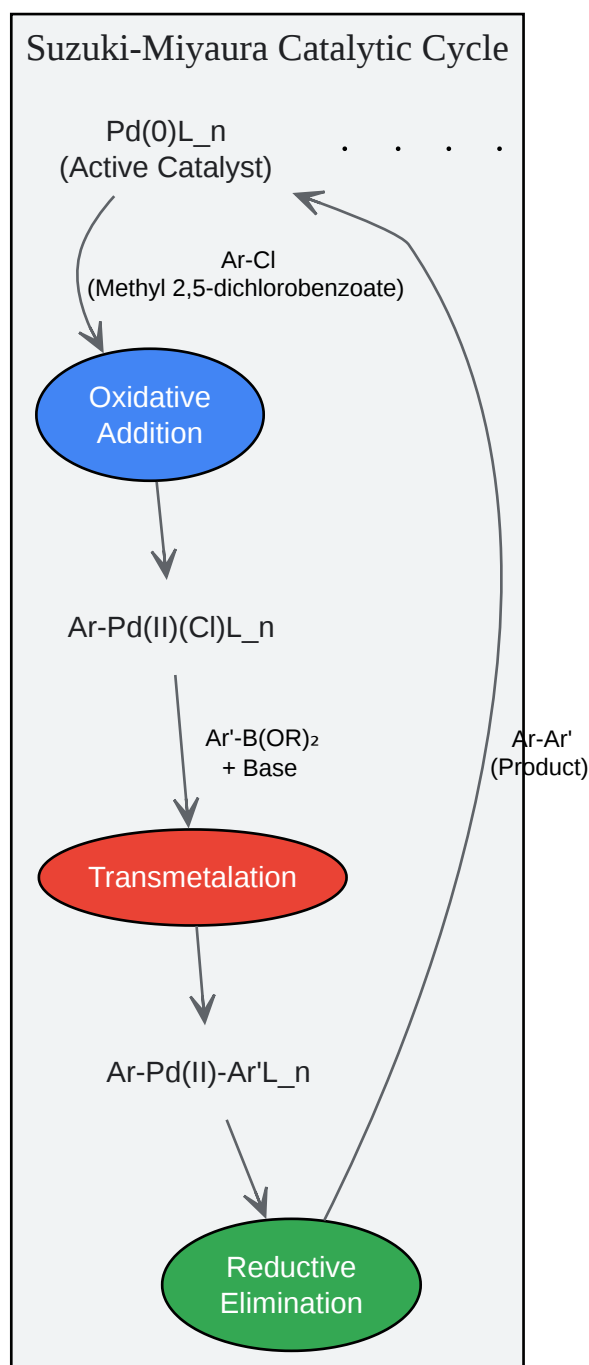 Suzuki-Miyaura Catalytic Cycle
Pd(0)L_n
(Active Catalyst)
. . . .
Ar-Cl
(Methyl 2,5-dichlorobenzoate)
Oxidative
Addition
Ar-Pd(II)(Cl)L_n
Ar'-B(OR)₂
+ Base
Ar-Ar'
(Product)
Transmetalation
Ar-Pd(II)-Ar'L_n
Reductive
Elimination